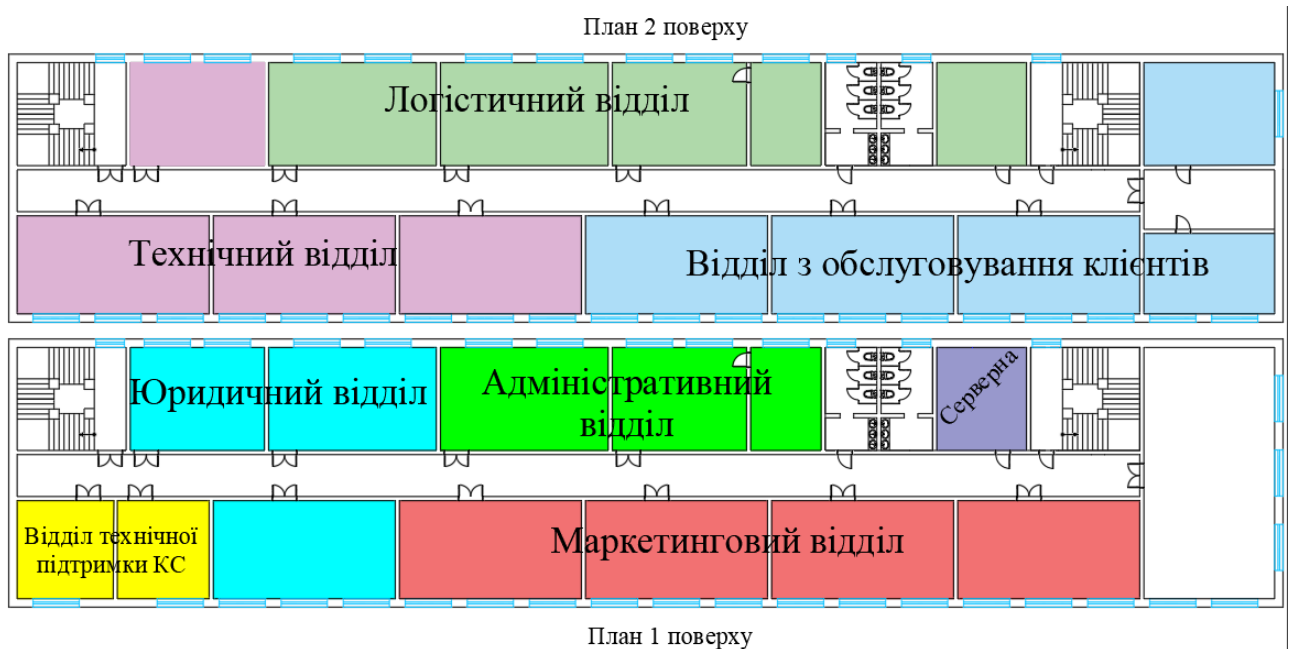 План 2 поверху
Логістичний відділ
Технічний відділ
Відділ з обслуговування клієнтів
Юридичний відділ
Адміністративний
відділ
Серверна
Відділ технічної
підтримки КС
Маркетинговий відділ
План 1 поверху